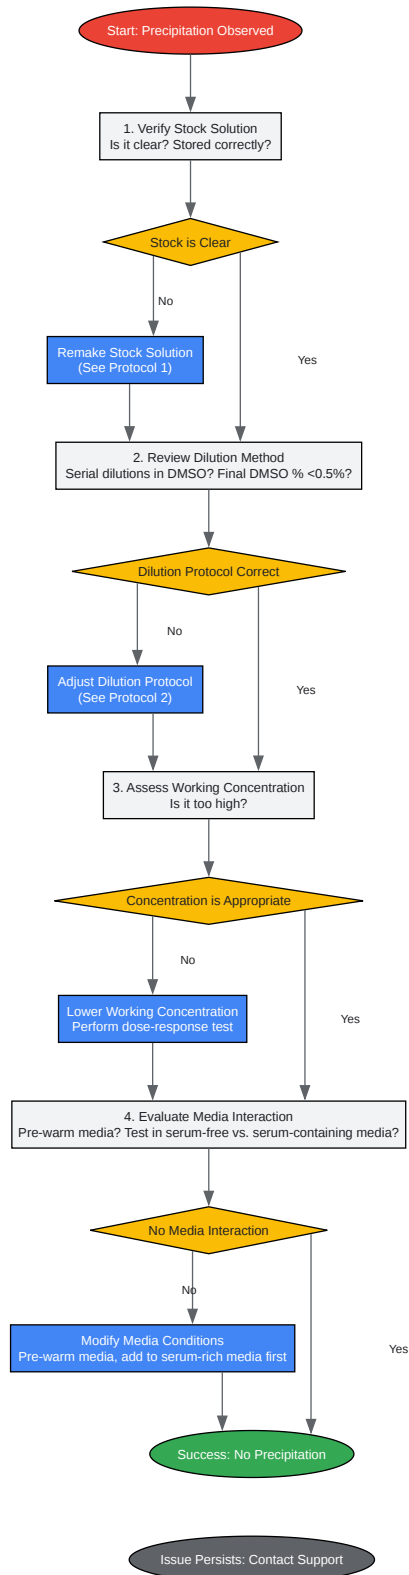 Start: Precipitation Observed
1. Verify Stock Solution
Is it clear? Stored correctly?
Stock is Clear
No
Remake Stock Solution
(See Protocol 1)
Yes
2. Review Dilution Method
Serial dilutions in DMSO? Final DMSO % <0.5%?
Dilution Protocol Correct
No
Adjust Dilution Protocol
(See Protocol 2)
Yes
3. Assess Working Concentration
Is it too high?
Concentration is Appropriate
No
Lower Working Concentration
Perform dose-response test
Yes
4. Evaluate Media Interaction
Pre-warm media? Test in serum-free vs. serum-containing media?
No Media Interaction
No
Modify Media Conditions
Pre-warm media, add to serum-rich media first
Yes
Success: No Precipitation
Issue Persists: Contact Support